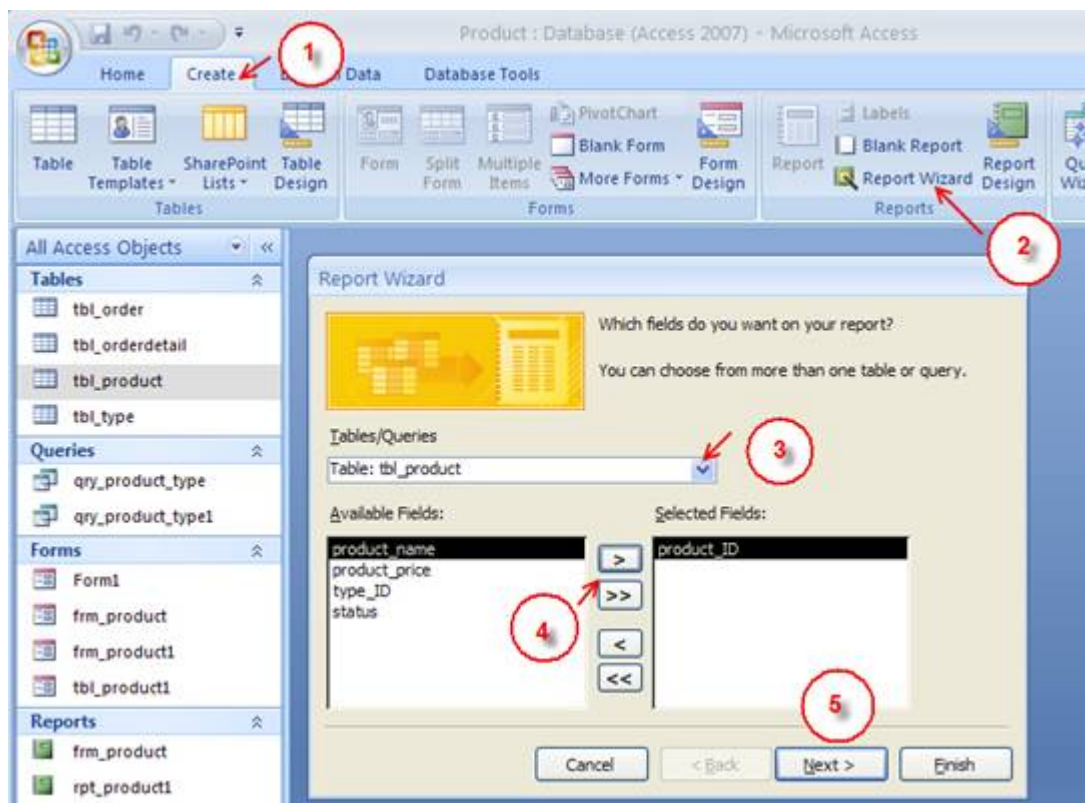 Product : Database (Access 2007) - Microsoft Access
1
Home Create Data Database Tools
Table
Table Templates
SharePoint Lists
Table Design
Tables
Form
Split Form
Multiple Items
PivotChart
Blank Form
More Forms
Form Design
Forms
Report
Labels
Blank Report
Report Wizard
Report Design
Reports
2
All Access Objects
Tables
tbl_order
tbl_orderdetail
tbl_product
tbl_type
Queries
qry_product_type
qry_product_type1
Forms
Form1
frm_product
frm_product1
tbl_product1
Reports
frm_product
rpt_product1
Report Wizard
Which fields do you want on your report?
You can choose from more than one table or query.
Tables/Queries
Table: tbl_product
3
Available Fields:
product_name
product_price
type_ID
status
>
>>
<
<<
4
Selected Fields:
product_ID
5
Cancel
< Back
Next >
Finish